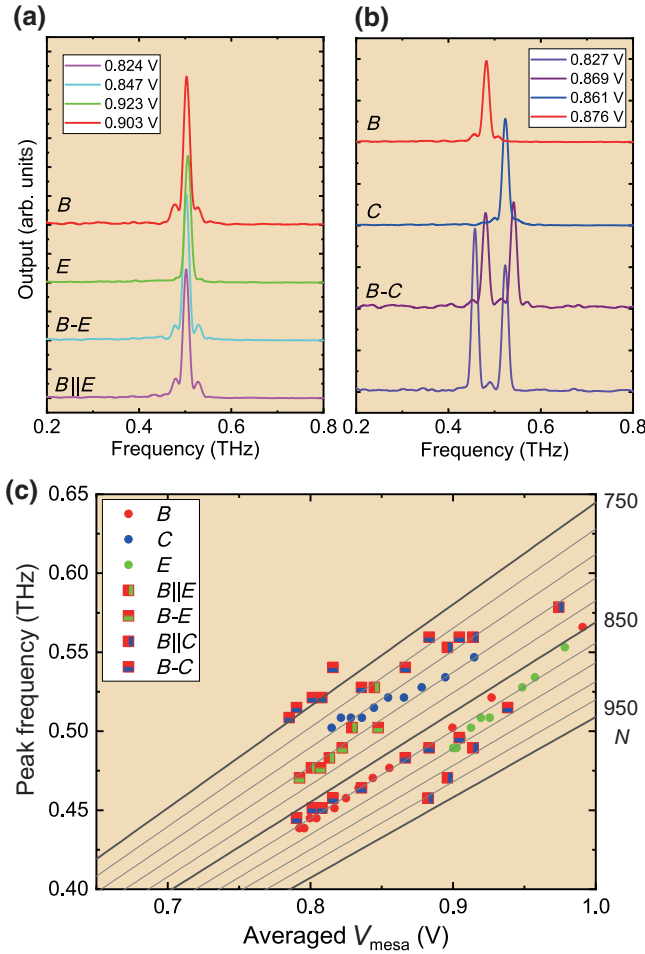 (a)
0.824 V
0.847 V
0.923 V
0.903 V
B
E
B-E
B||E
Output (arb. units)
0.2 0.4 0.6 0.8
Frequency (THz)
(b)
0.827 V
0.869 V
0.861 V
0.876 V
B
C
B-C
0.2 0.4 0.6 0.8
Frequency (THz)
(c)
0.65
0.60
0.55
0.50
0.45
0.40
Peak frequency (THz)
B
C
E
B||E
B-E
B||C
B-C
750
850
950
N
0.7 0.8 0.9 1.0
Averaged Vmesa (V)